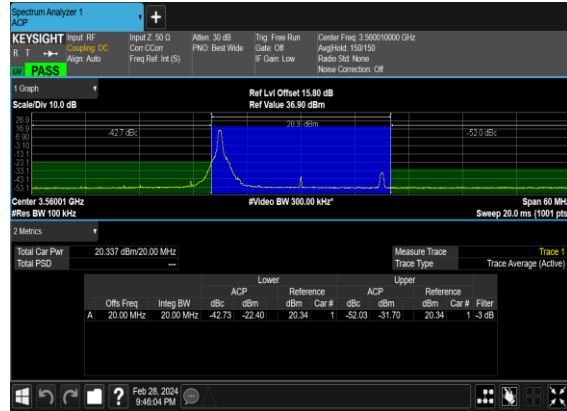 Spectrum Analyzer 1
ACP
KEYSIGHT Input: RF Input Z: 50 Ω Atten: 30 dB Trig: Free Run Center Freq: 3.560010000 GHz
R T Coupling: DC Corr CCorr PNO: Best Wide Gate: Off Avg|Hold: 150/150
Align: Auto Freq Ref: Int (S) IF Gain: Low Radio Std: None
PASS Noise Correction: Off
1 Graph Ref Lvl Offset 15.80 dB
Scale/Div 10.0 dB Ref Value 36.90 dBm
26.9
16.9 -42.7 dBc 20.3 dBm -52.0 dBc
6.90
-3.10
-13.1
-23.1
-33.1
-43.1
-53.1
Center 3.56001 GHz #Video BW 300.00 kHz* Span 60 MHz
#Res BW 100 kHz Sweep 20.0 ms (1001 pts)
2 Metrics
Total Car Pwr 20.337 dBm/20.00 MHz Measure Trace Trace 1
Total PSD --- Trace Type Trace Average (Active)
Lower Upper
ACP Reference ACP Reference
Offs Freq Integ BW dBc dBm dBm Car # dBc dBm dBm Car # Filter
A 20.00 MHz 20.00 MHz -42.73 -22.40 20.34 1 -52.03 -31.70 20.34 1 -3 dB
? Feb 28, 2024
9:46:04 PM